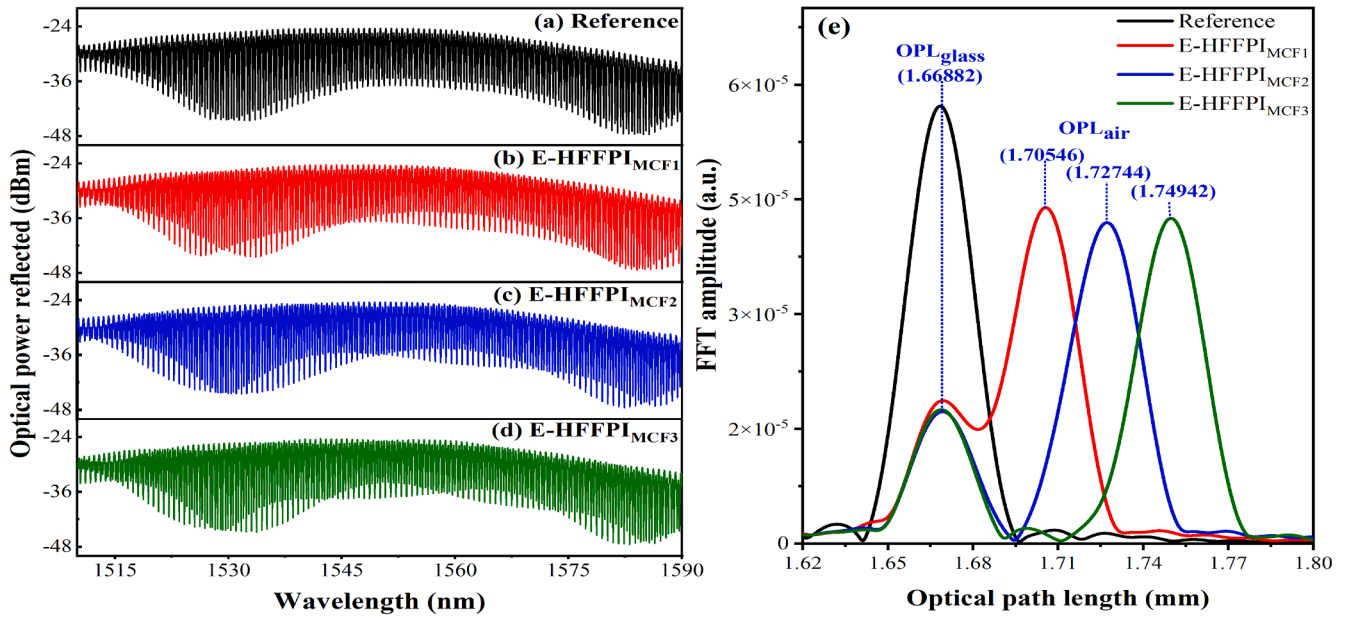 (a) Reference
-24
-36
-48
(b) E-HFFPI_MCF1
-24
-36
-48
(c) E-HFFPI_MCF2
-24
-36
-48
(d) E-HFFPI_MCF3
-24
-36
-48
1515 1530 1545 1560 1575 1590
Wavelength (nm)
Optical power reflected (dBm)
(e)
Reference
E-HFFPI_MCF1
E-HFFPI_MCF2
E-HFFPI_MCF3
OPL_glass
(1.66882)
OPL_air
(1.70546)
(1.72744)
(1.74942)
6×10⁻⁵
5×10⁻⁵
3×10⁻⁵
2×10⁻⁵
0
1.62 1.65 1.68 1.71 1.74 1.77 1.80
Optical path length (mm)
FFT amplitude (a.u.)